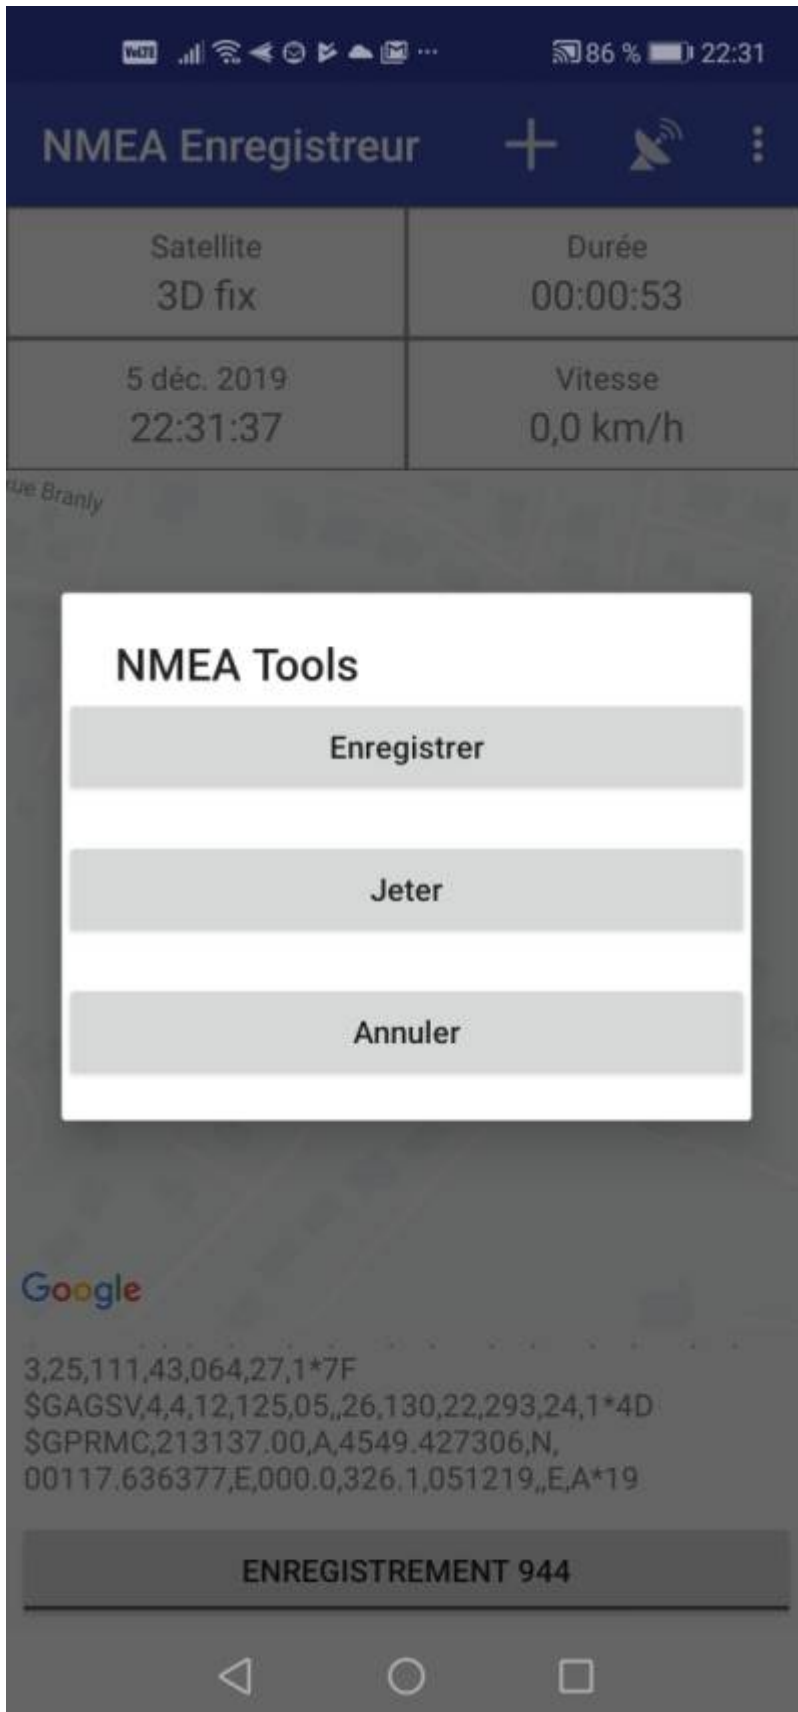 VoLTE 86 % 22:31
NMEA Enregistreur
Satellite
3D fix
Durée
00:00:53
5 déc. 2019
22:31:37
Vitesse
0,0 km/h
rue Branly
NMEA Tools
Enregistrer
Jeter
Annuler
Google
3,25,111,43,064,27,1*7F
$GAGSV,4,4,12,125,05,,26,130,22,293,24,1*4D
$GPRMC,213137.00,A,4549.427306,N,
00117.636377,E,000.0,326.1,051219,,E,A*19
ENREGISTREMENT 944